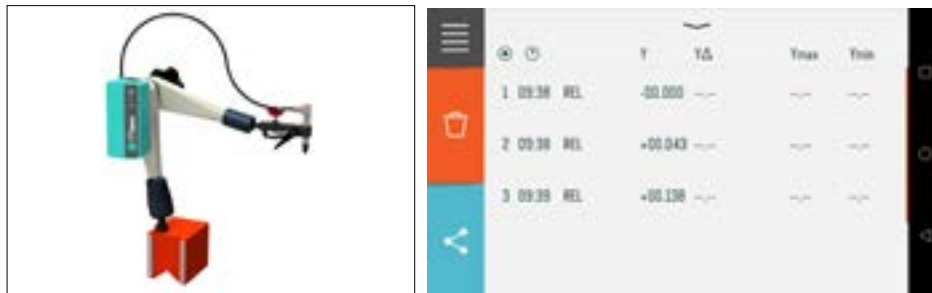 Y YΔ Ymax Ymin
1 09:38 REL -00.000 --.-- --.-- --.--
2 09:38 REL +00.043 --.-- --.-- --.--
3 09:39 REL +00.138 --.-- --.-- --.--